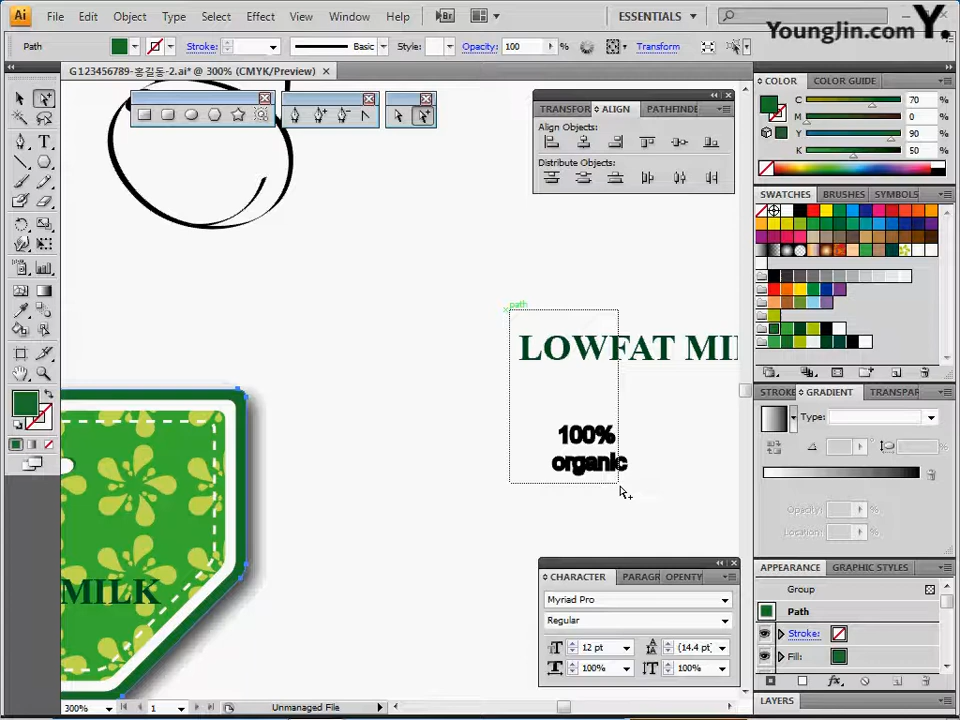 Ai File Edit Object Type Select Effect View Window Help Br ESSENTIALS
Younglin.com Y.
Path Stroke: Basic Style: Opacity: 100 % Transform
G123456789-홍길동-2.ai* @ 300% (CMYK/Preview)
TRANSFOR ALIGN PATHFINDE
Align Objects:
Distribute Objects:
COLOR COLOR GUIDE
C 70 %
M 0 %
Y 90 %
K 50 %
SWATCHES BRUSHES SYMBOLS
path
LOWFAT MI
100%
organic
MILK
STROKE GRADIENT TRANSPAR
Type:
Opacity: %
Location: %
CHARACTER PARAGR OPENTY
Myriad Pro
Regular
12 pt (14.4 pt)
100% 100%
APPEARANCE GRAPHIC STYLES
Group
Path
Stroke:
Fill:
LAYERS
300% 1 Unmanaged File